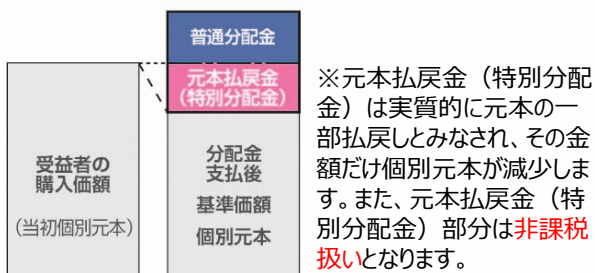 普通分配金
元本払戻金
(特別分配金)
受益者の
購入価額
(当初個別元本)
分配金
支払後
基準価額
個別元本
※元本払戻金（特別分配
金）は実質的に元本の一
部払戻しとみなされ、その金
額だけ個別元本が減少しま
す。また、元本払戻金（特
別分配金）部分は非課税
扱いとなります。